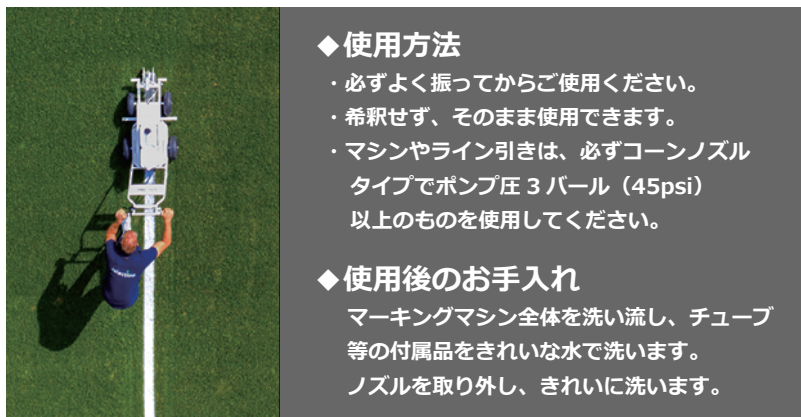 ◆使用方法
・必ずよく振ってからご使用ください。
・希釈せず、そのまま使用できます。
・マシンやライン引きは、必ずコーンノズル
タイプでポンプ圧 3 バール（45psi）
以上のものを使用してください。
◆使用後のお手入れ
マーキングマシン全体を洗い流し、チューブ
等の付属品をきれいな水で洗います。
ノズルを取り外し、きれいに洗います。